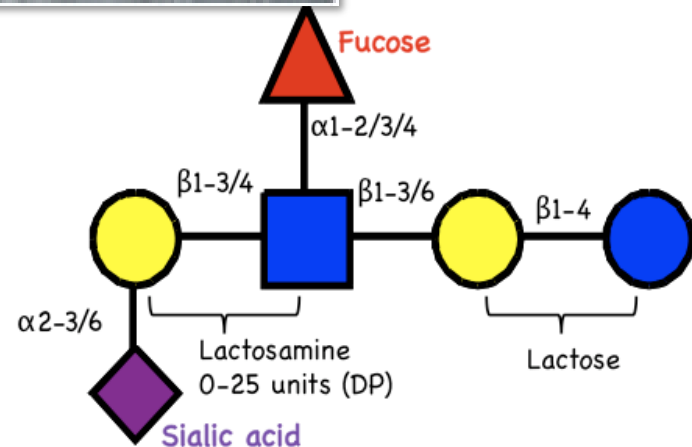 Fucose
α1-2/3/4
β1-3/4
β1-3/6
β1-4
α2-3/6
Lactosamine
0-25 units (DP)
Lactose
Sialic acid